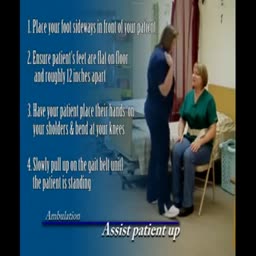 1. Place your foot sideways in front of your patient
2. Ensure patient's feet are flat on floor
and roughly 12 inches apart
3. Have your patient place their hands on
your sholders & bend at your knees
4. Slowly pull up on the gait belt until
the patient is standing
Ambulation
Assist patient up